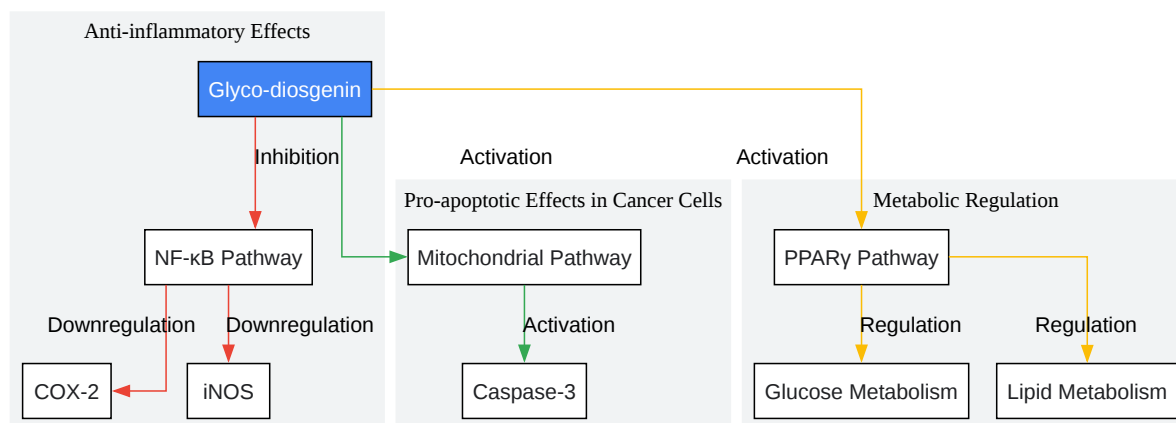 Anti-inflammatory Effects
Glyco-diosgenin
Inhibition
Activation
Activation
Pro-apoptotic Effects in Cancer Cells
Metabolic Regulation
NF-κB Pathway
Mitochondrial Pathway
PPARγ Pathway
Downregulation
Downregulation
Activation
Regulation
Regulation
COX-2
iNOS
Caspase-3
Glucose Metabolism
Lipid Metabolism